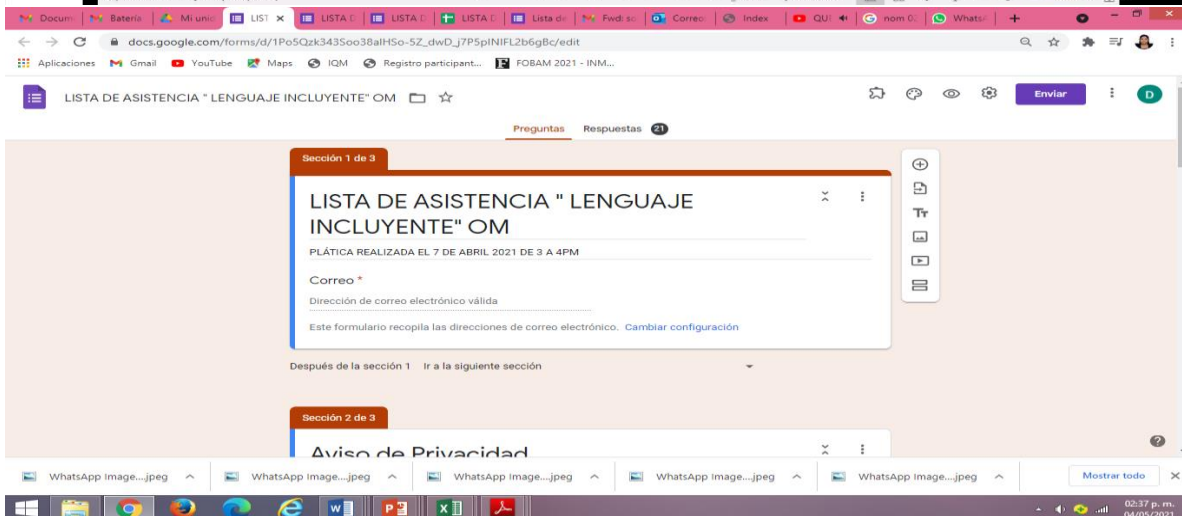 Docum
Batería
Mi unid
LIST
LISTA D
LISTA D
LISTA D
Lista de
Fwd: so
Correo
Index
QUI
nom 0
WhatsA
docs.google.com/forms/d/1Po5Qzk343Soo38alHSo-5Z_dwD_j7P5pINIFL2b6gBc/edit
Aplicaciones
Gmail
YouTube
Maps
IQM
Registro participant...
FOBAM 2021 - INM...
LISTA DE ASISTENCIA " LENGUAJE INCLUYENTE" OM
Enviar
D
Preguntas
Respuestas
21
Sección 1 de 3
LISTA DE ASISTENCIA " LENGUAJE
INCLUYENTE" OM
PLÁTICA REALIZADA EL 7 DE ABRIL 2021 DE 3 A 4PM
Correo *
Dirección de correo electrónico válida
Este formulario recopila las direcciones de correo electrónico. Cambiar configuración
Después de la sección 1 Ir a la siguiente sección
Sección 2 de 3
Aviso de Privacidad
WhatsApp Image....jpeg
WhatsApp Image....jpeg
WhatsApp Image....jpeg
WhatsApp Image....jpeg
WhatsApp Image....jpeg
Mostrar todo
02:37 p. m.
04/05/2021